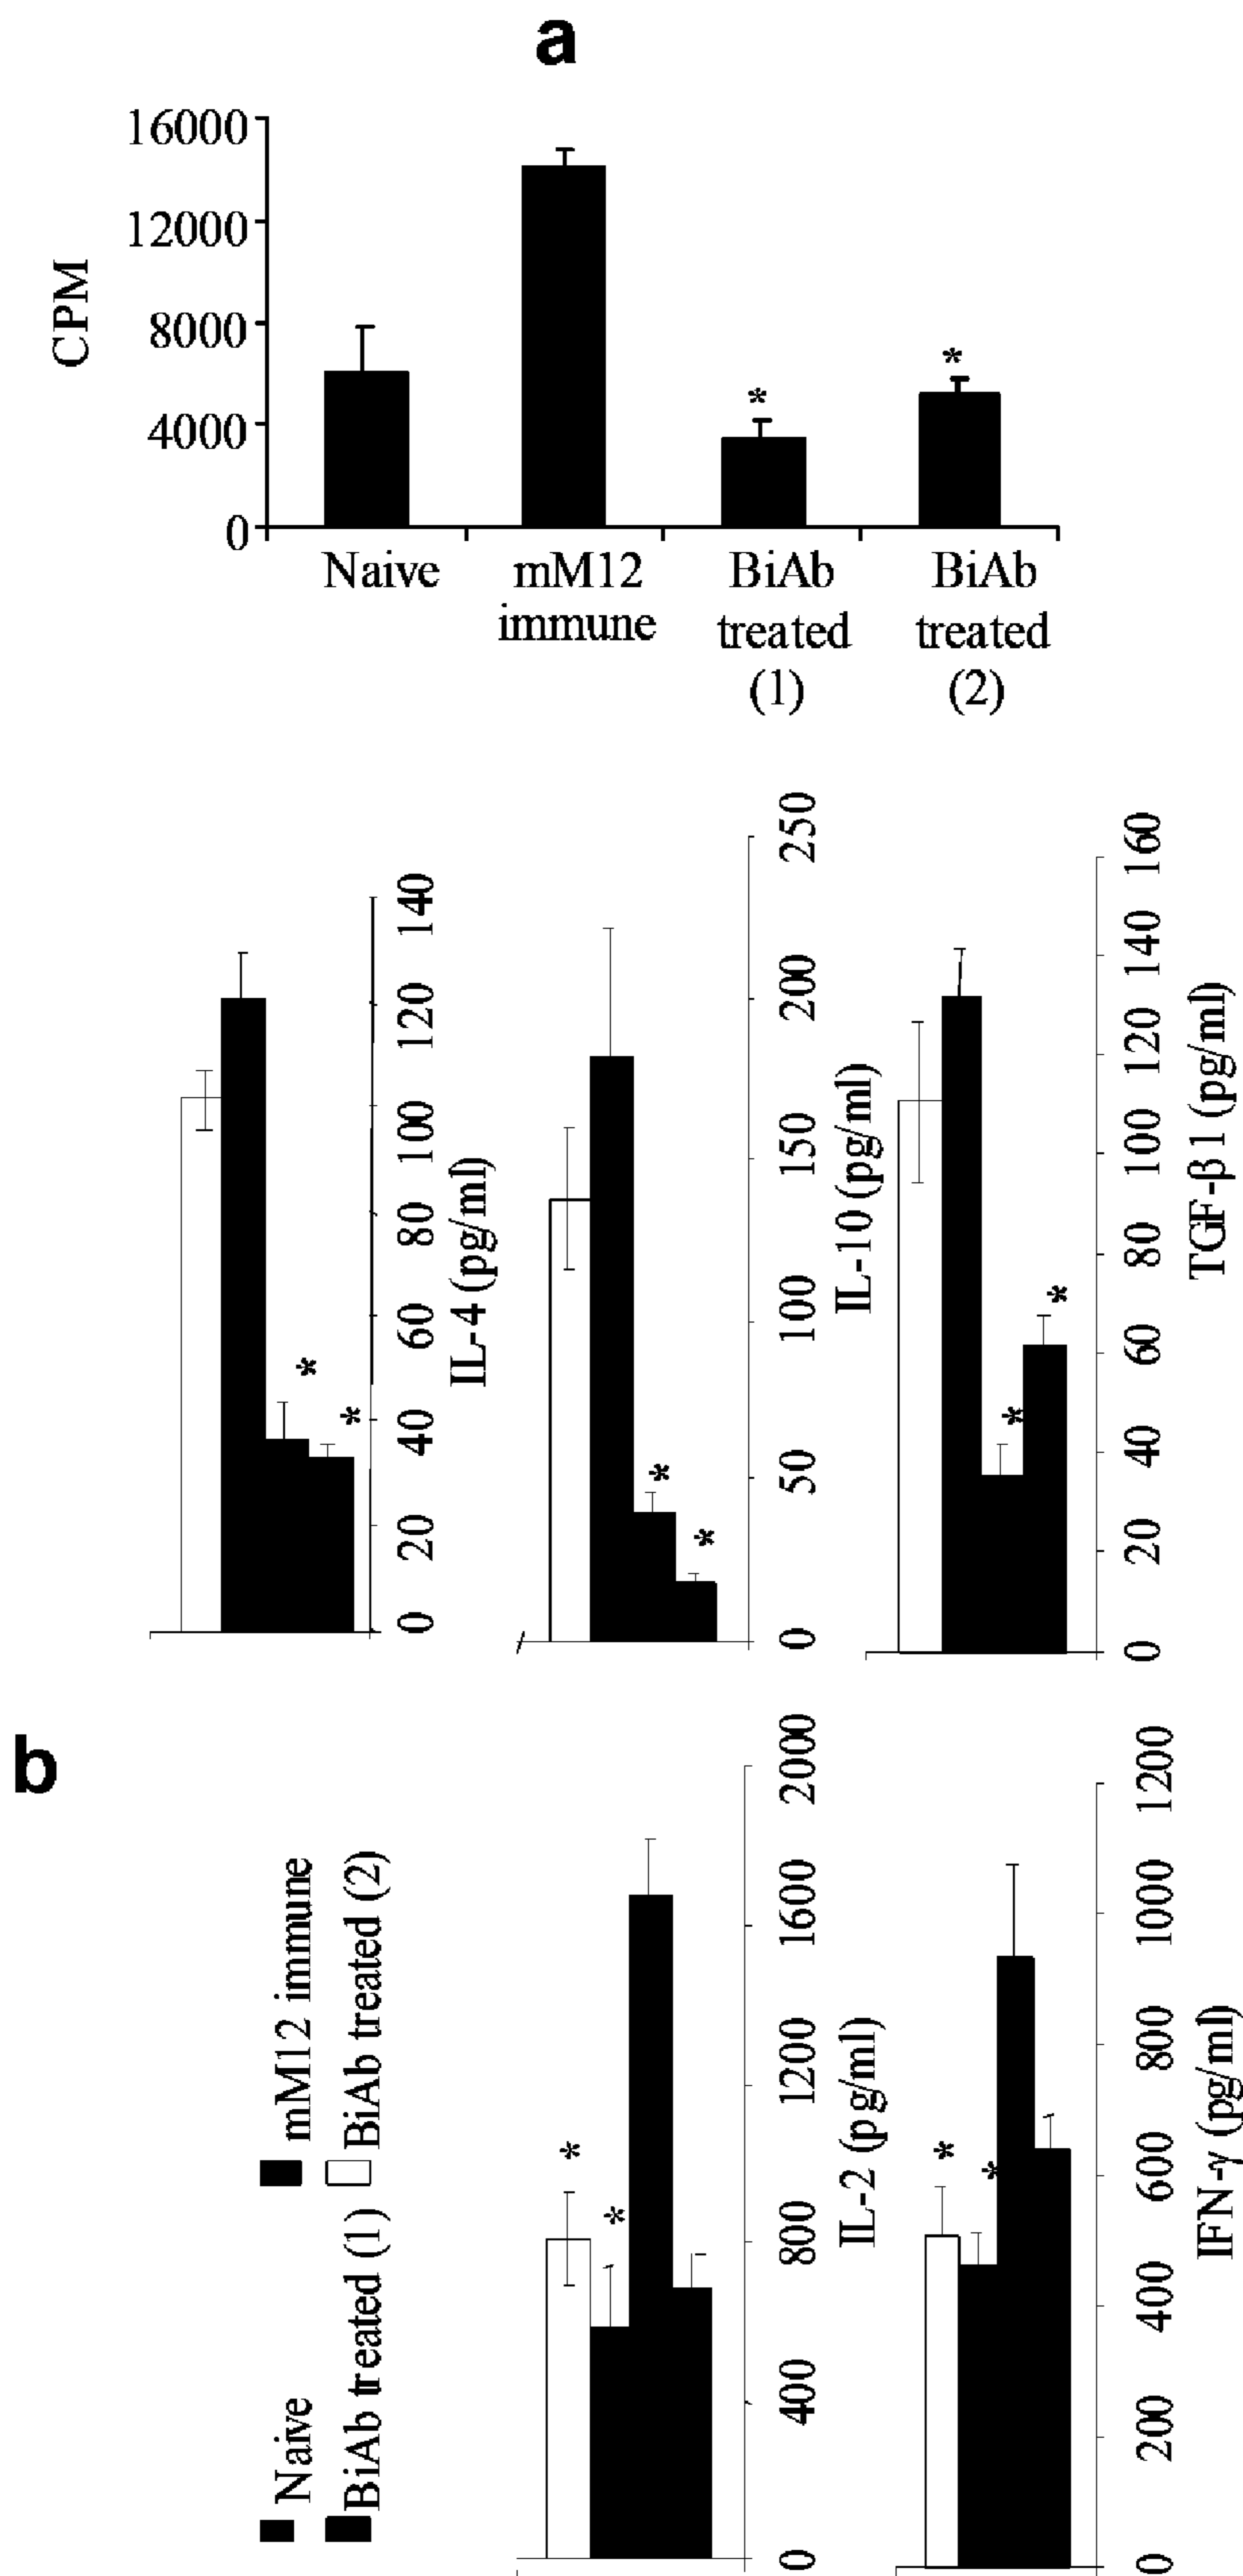 a
16000
12000
8000
4000
0
CPM
*
*
Naive
mM12
immune
BiAb
treated
(1)
BiAb
treated
(2)
b
0 20 40 60 80 100 120 140
IL-4 (pg/ml)
*
*
0 50 100 150 200 250
IL-10 (pg/ml)
*
*
0 20 40 60 80 100 120 140 160
TGF-β1 (pg/ml)
*
*
Naive
mM12 immune
BiAb treated (1)
BiAb treated (2)
0 400 800 1200 1600 2000
IL-2 (pg/ml)
*
*
0 200 400 600 800 1000 1200
IFN-γ (pg/ml)
*
*